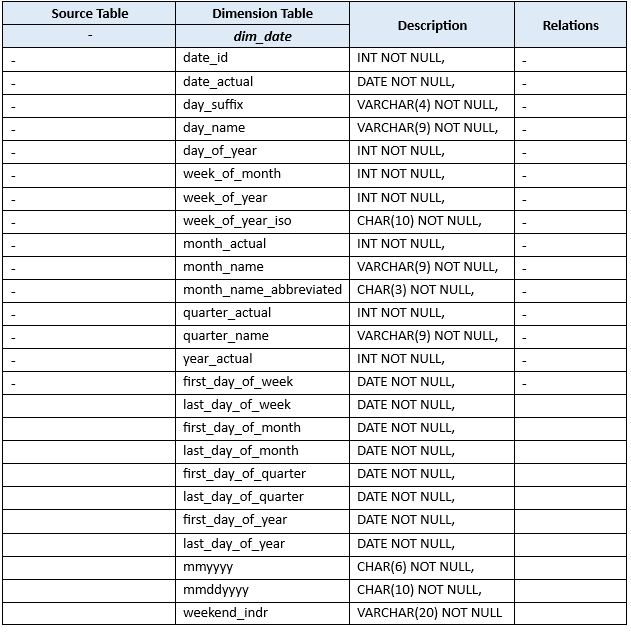 Source Table Dimension Table Description Relations
- dim_date
- date_id INT NOT NULL, -
- date_actual DATE NOT NULL, -
- day_suffix VARCHAR(4) NOT NULL, -
- day_name VARCHAR(9) NOT NULL, -
- day_of_year INT NOT NULL, -
- week_of_month INT NOT NULL, -
- week_of_year INT NOT NULL, -
- week_of_year_iso CHAR(10) NOT NULL, -
- month_actual INT NOT NULL, -
- month_name VARCHAR(9) NOT NULL, -
- month_name_abbreviated CHAR(3) NOT NULL, -
- quarter_actual INT NOT NULL, -
- quarter_name VARCHAR(9) NOT NULL, -
- year_actual INT NOT NULL, -
- first_day_of_week DATE NOT NULL, -
last_day_of_week DATE NOT NULL,
first_day_of_month DATE NOT NULL,
last_day_of_month DATE NOT NULL,
first_day_of_quarter DATE NOT NULL,
last_day_of_quarter DATE NOT NULL,
first_day_of_year DATE NOT NULL,
last_day_of_year DATE NOT NULL,
mmyyyy CHAR(6) NOT NULL,
mmddyyyy CHAR(10) NOT NULL,
weekend_indr VARCHAR(20) NOT NULL